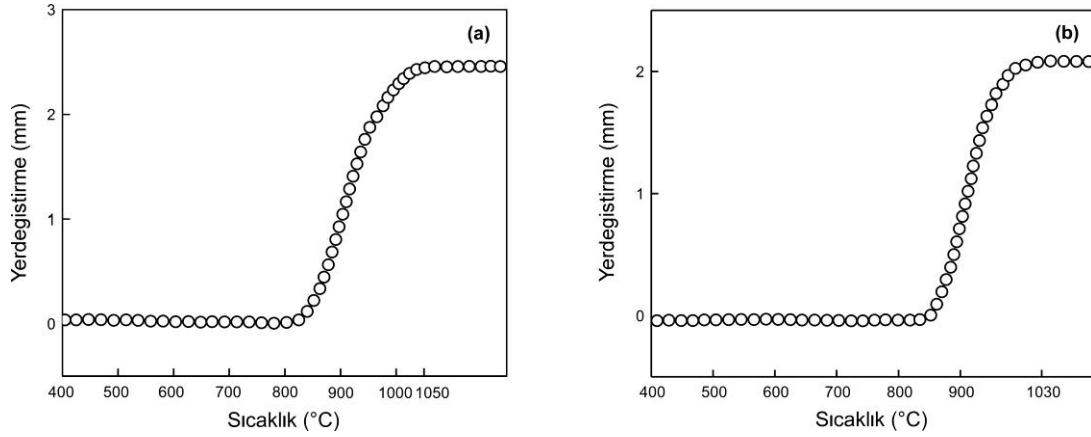 (a)
3
2
1
0
Yerdegistirme (mm)
400 500 600 700 800 900 1000 1050
Sıcaklık (°C)
(b)
2
1
0
Yerdegistirme (mm)
400 500 600 700 800 900 1030
Sıcaklık (°C)